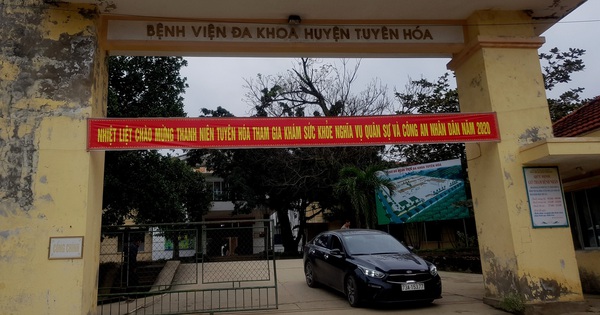 BỆNH VIỆN ĐA KHOA HUYỆN TUYÊN HÓA
NHIỆT LIỆT CHÀO MỪNG THANH NIÊN TUYÊN HÓA THAM GIA KHÁM SỨC KHỎE NGHĨA VỤ QUÂN SỰ VÀ CÔNG AN NHÂN DÂN NĂM 2020